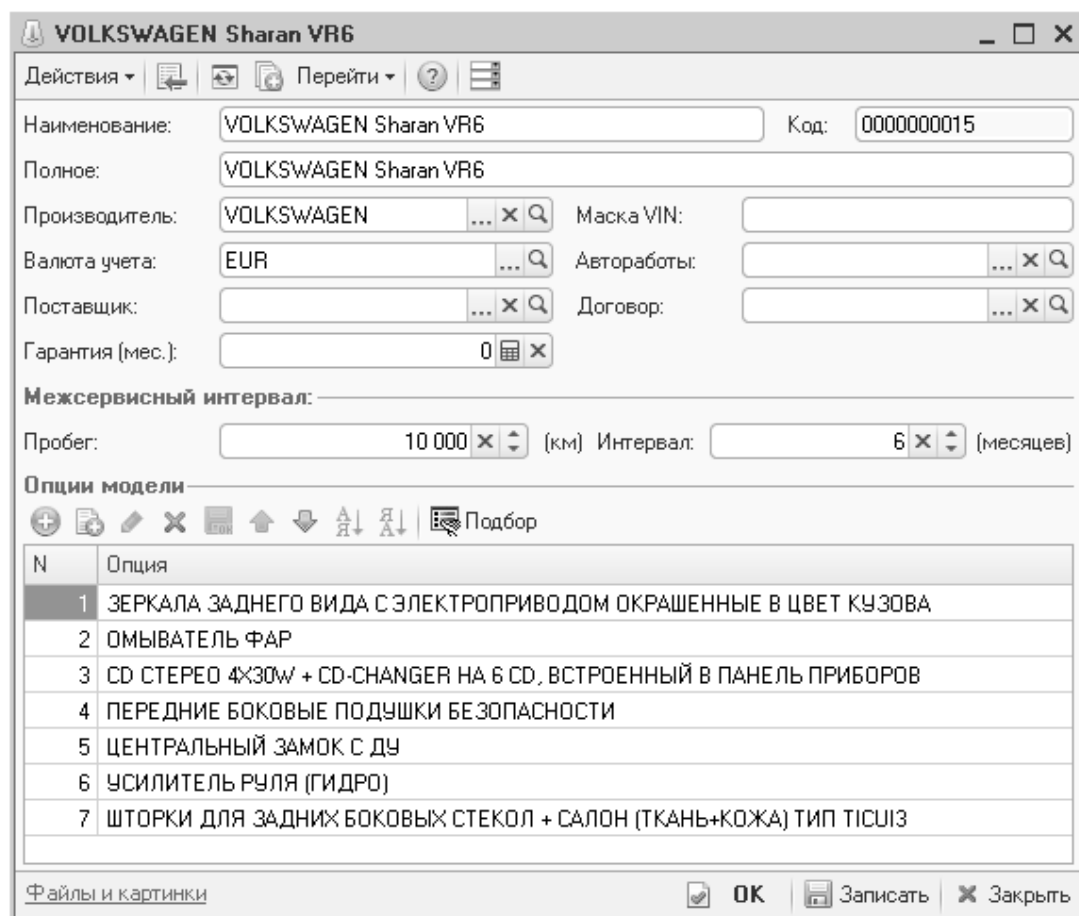 VOLKSWAGEN Sharan VR6
Действия Перейти ?
Наименование: VOLKSWAGEN Sharan VR6 Код: 0000000015
Полное: VOLKSWAGEN Sharan VR6
Производитель: VOLKSWAGEN ... Маска VIN:
Валюта учета: EUR ... Автоработы: ...
Поставщик: ... Договор: ...
Гарантия (мес.): 0
Межсервисный интервал:
Пробег: 10 000 (км) Интервал: 6 (месяцев)
Опции модели
Подбор
N Опция
1 ЗЕРКАЛА ЗАДНЕГО ВИДА С ЭЛЕКТРОПРИВОДОМ ОКРАШЕННЫЕ В ЦВЕТ КУЗОВА
2 ОМЫВАТЕЛЬ ФАР
3 CD СТЕРЕО 4X30W + CD-CHANGER НА 6 CD, ВСТРОЕННЫЙ В ПАНЕЛЬ ПРИБОРОВ
4 ПЕРЕДНИЕ БОКОВЫЕ ПОДУШКИ БЕЗОПАСНОСТИ
5 ЦЕНТРАЛЬНЫЙ ЗАМОК С ДУ
6 УСИЛИТЕЛЬ РУЛЯ (ГИДРО)
7 ШТОРКИ ДЛЯ ЗАДНИХ БОКОВЫХ СТЕКОЛ + САЛОН (ТКАНЬ+КОЖА) ТИП TICUI3
Файлы и картинки OK Записать Закрыть